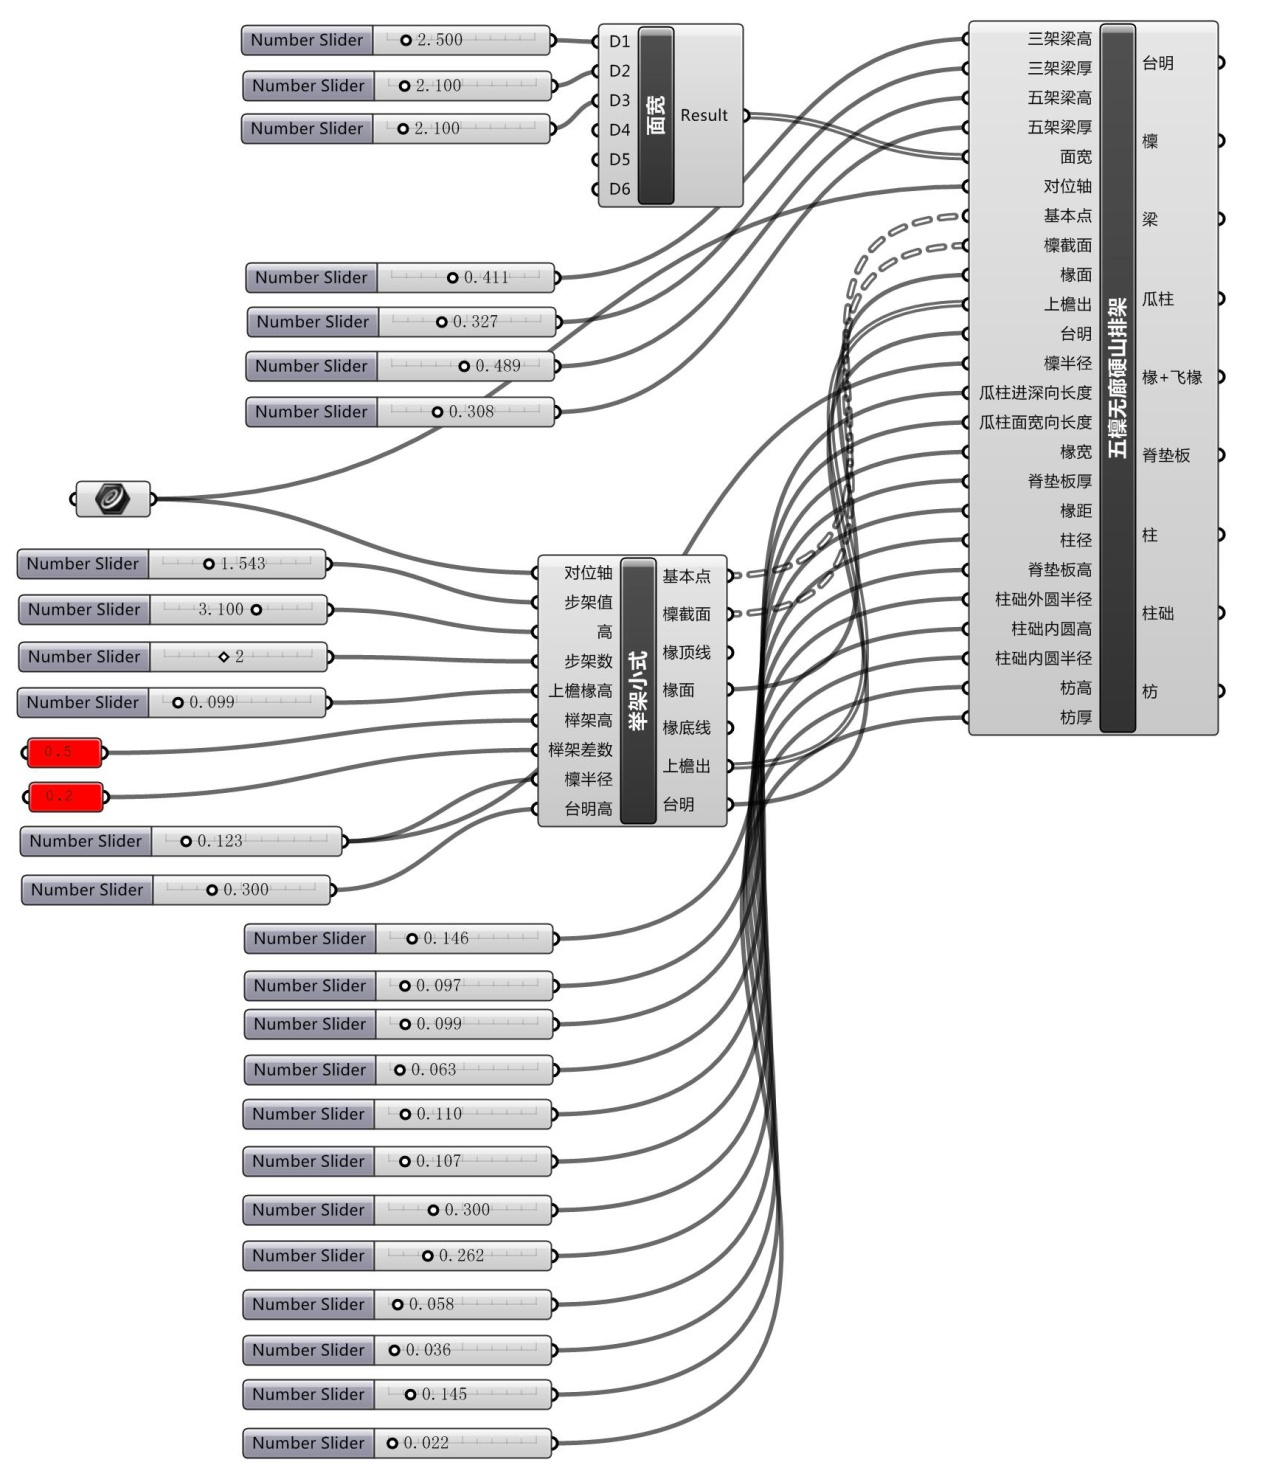 Number Slider 2.500
Number Slider 2.100
Number Slider 2.100
D1
D2
D3
D4
D5
D6
面宽
Result
Number Slider 0.411
Number Slider 0.327
Number Slider 0.489
Number Slider 0.308
Number Slider 1.543
Number Slider 3.100
Number Slider 2
Number Slider 0.099
0.5
0.2
Number Slider 0.123
Number Slider 0.300
对位轴
步架值
高
步架数
上檐椽高
榉架高
榉架差数
檩半径
台明高
举架小式
基本点
檩截面
椽顶线
椽面
椽底线
上檐出
台明
Number Slider 0.146
Number Slider 0.097
Number Slider 0.099
Number Slider 0.063
Number Slider 0.110
Number Slider 0.107
Number Slider 0.300
Number Slider 0.262
Number Slider 0.058
Number Slider 0.036
Number Slider 0.145
Number Slider 0.022
三架梁高
三架梁厚
五架梁高
五架梁厚
面宽
对位轴
基本点
檩截面
椽面
上檐出
台明
檩半径
瓜柱进深向长度
瓜柱面宽向长度
椽宽
脊垫板厚
椽距
柱径
脊垫板高
柱础外圆半径
柱础内圆高
柱础内圆半径
枋高
枋厚
五檩无廊硬山排架
台明
檩
梁
瓜柱
椽+飞椽
脊垫板
柱
柱础
枋